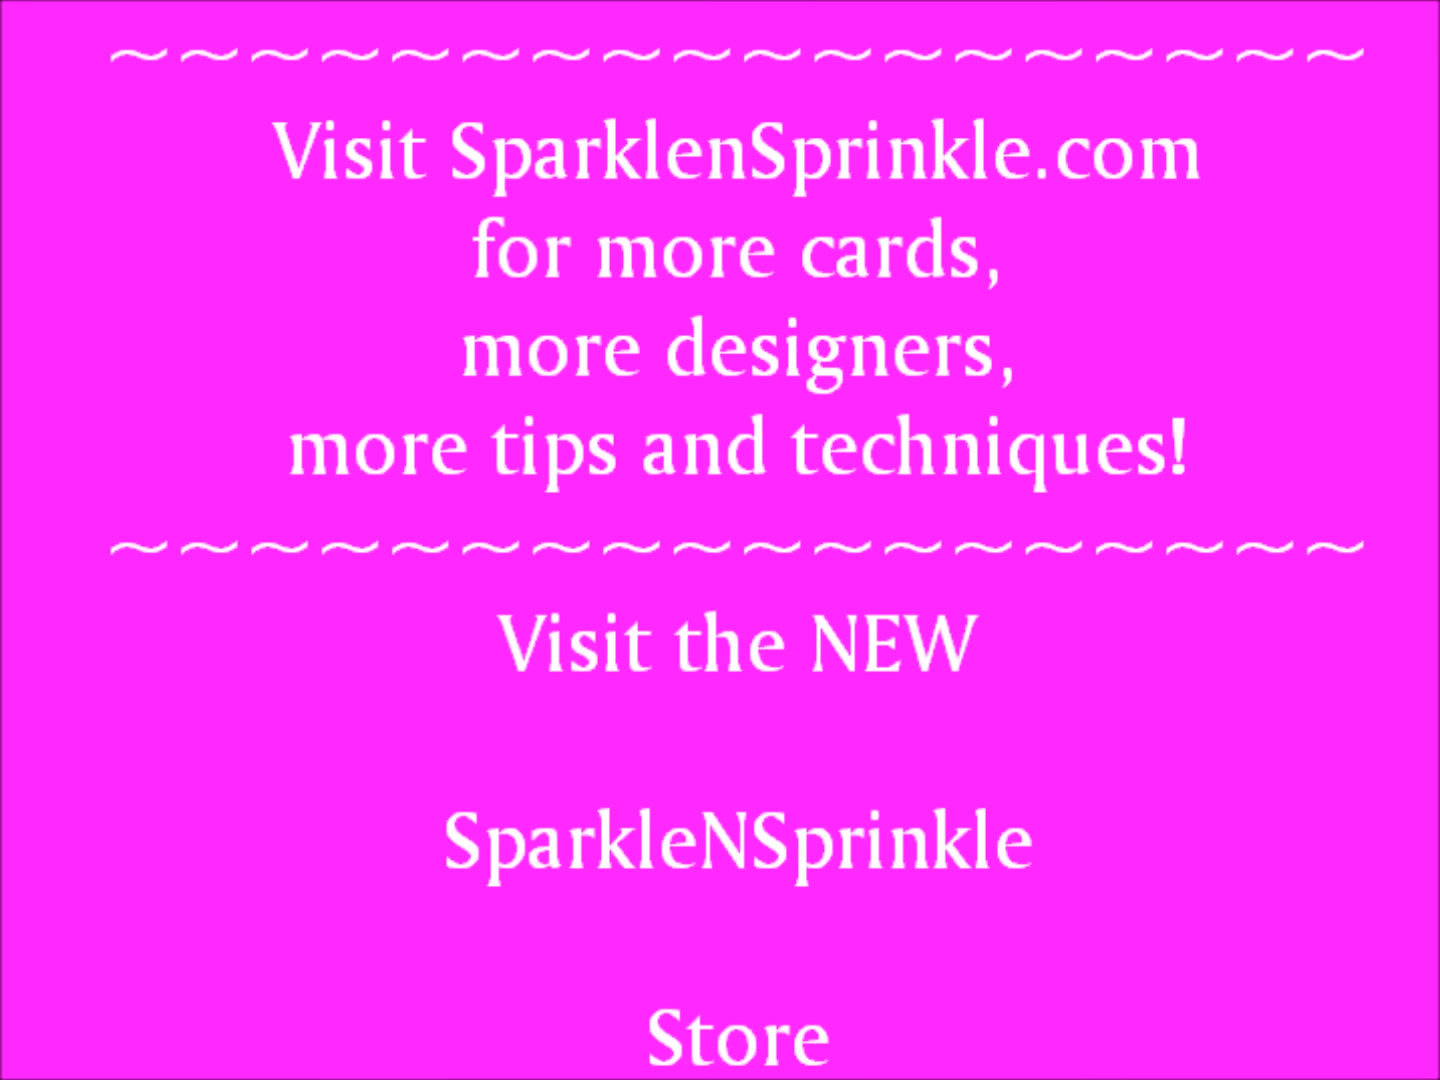 ~~~~~~~~~~~~~~~~~~
Visit SparklenSprinkle.com
for more cards,
more designers,
more tips and techniques!
~~~~~~~~~~~~~~~~~~
Visit the NEW
SparkleNSprinkle
Store